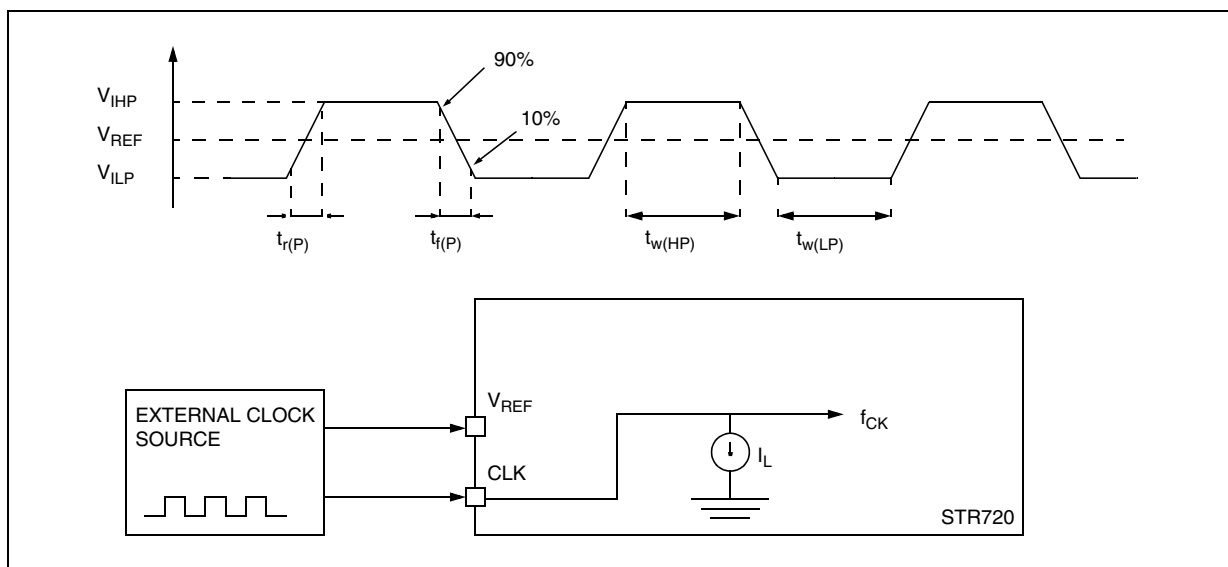 90%
V_IHP
10%
V_REF
V_ILP
t_r(P)
t_f(P)
t_w(HP)
t_w(LP)
EXTERNAL CLOCK
SOURCE
V_REF
CLK
f_CK
I_L
STR720